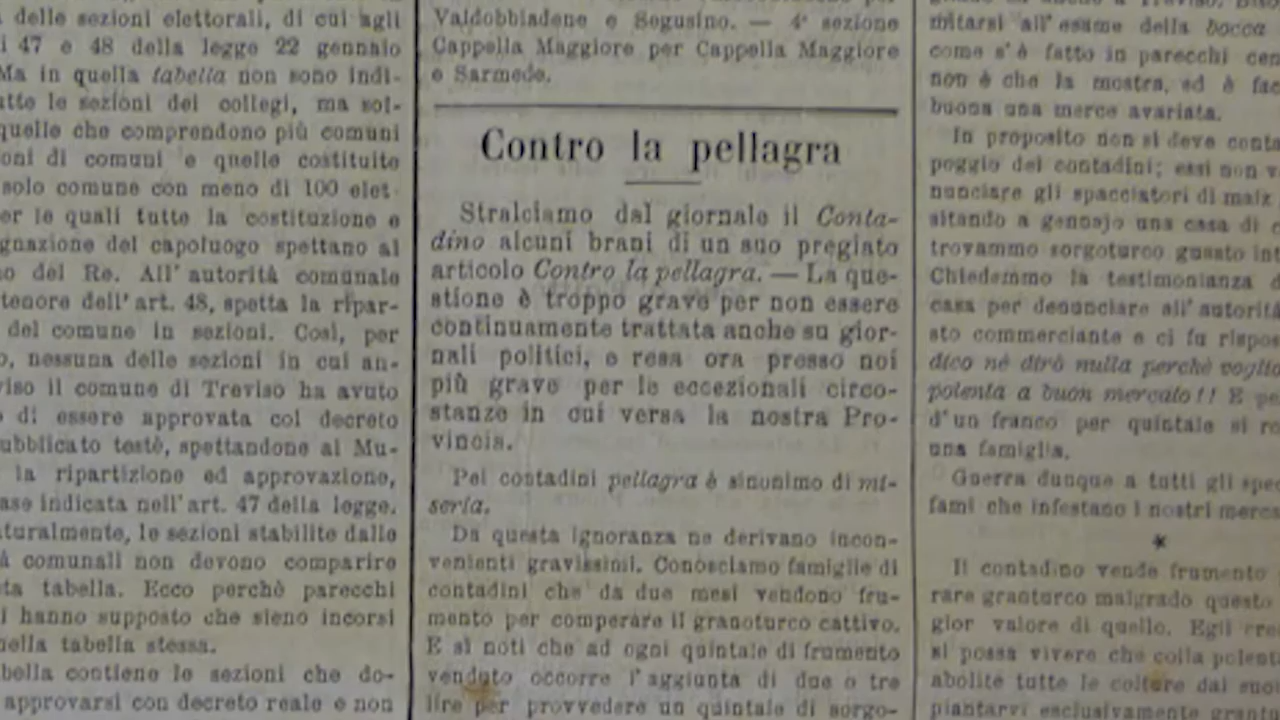 delle sezioni elettorali, di cui agli
47 e 48 della legge 22 gennaio
Ma in quella tabella non sono indi-
le sezioni dei collegi, ma sol-
quelle che comprendono più comuni
di comuni e quelle costituite
solo comune con meno di 100 elet-
le quali tutte la costituzione e
del capoluogo spettano al
del Re. All'autorità comunale
tenore dell'art. 48, spetta la ripar-
del comune in sezioni. Così, per
nessuna delle sezioni in cui an-
il comune di Treviso ha avuto
di essere approvata col decreto
testè, spettandone al Mu-
la ripartizione ed approvazione,
indicata nell'art. 47 della legge.
le sezioni stabilite dalle
comunali non devono comparire
tabella. Ecco perchè parecchi
hanno supposto che sieno incorsi
nella tabella stessa.
contiene le sezioni che do-
approvarsi con decreto reale e non
Valdobbiadene e Segusino. — 4ª sezione
Cappella Maggiore per Cappella Maggiore
e Sarmede.
Contro la pellagra
Stralciamo dal giornale il Conta-
dino alcuni brani di un suo pregiato
articolo Contro la pellagra. — La que-
stione è troppo grave per non essere
continuamente trattata anche su gior-
nali politici, e resa ora presso noi
più grave per le eccezionali circo-
stanze in cui versa la nostra Pro-
vincia.
Pei contadini pellagra è sinonimo di mi-
seria.
Da questa ignoranza ne derivano incon-
venienti gravissimi. Conosciamo famiglie di
contadini che da due mesi vendono fru-
mento per comperare il granoturco cattivo.
E si noti che ad ogni quintale di frumento
venduto occorre l'aggiunta di due o tre
lire per provvedere un quintale di sorgo-
mitarsi all'esame della bocca
come s'è fatto in parecchi
non è che la mostra, ed è
buona una merce avariata.
In proposito non si deve
poggio dei contadini; essi non
nunciare gli spacciatori di maiz
sitando a gennajo una casa di
trovammo sorgoturco guasto
Chiedemmo la testimonianza
casa per denunciare all'autorità
sto commerciante e ci fu
dico nè dirò nulla perchè voglio
polenta a buon mercato!! E
d'un franco per quintale si
una famiglia.
Guerra dunque a tutti gli
fami che infestano i nostri
*
Il contadino vende frumento
rare granturco malgrado questo
gior valore di quello. Egli
si possa vivere che colla
abolite tutte le colture dai
piantarvi esclusivamente